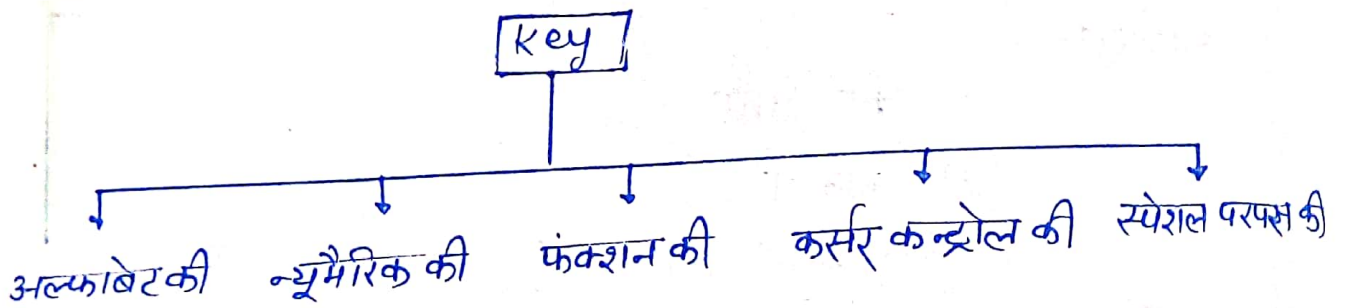 Key
अल्फाबेट की न्यूमैरिक की फंक्शन की कर्सर कन्ट्रोल की स्पेशल परपस की